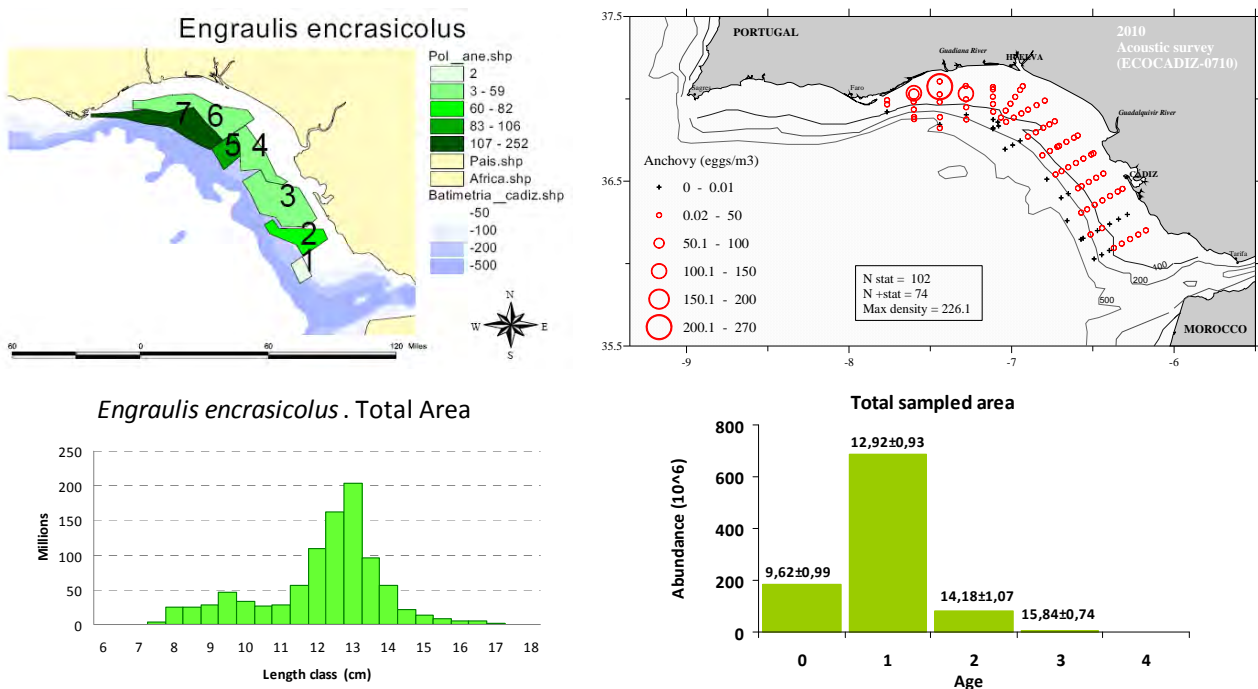 Engraulis encrasicolus
Pol__ane.shp
2
3 - 59
60 - 82
83 - 106
107 - 252
Pais.shp
Africa.shp
Batimetria__cadiz.shp
-50
-100
-200
-500
7
6
5
4
3
2
1
N
W E
S
60 0 60 120 Miles
37.5
36.5
35.5
-9 -8 -7 -6
PORTUGAL
2010
Acoustic survey
(ECOCADIZ-0710)
Guadiana River
HUELVA
Sagres
Faro
Guadalquivir River
CADIZ
Tarifa
MOROCCO
100
200
500
Anchovy (eggs/m3)
0 - 0.01
0.02 - 50
50.1 - 100
100.1 - 150
150.1 - 200
200.1 - 270
N stat = 102
N +stat = 74
Max density = 226.1
Engraulis encrasicolus . Total Area
Millions
250
200
150
100
50
0
6 7 8 9 10 11 12 13 14 15 16 17 18
Length class (cm)
Total sampled area
Abundance (10^6)
800
600
400
200
0
9,62±0,99
12,92±0,93
14,18±1,07
15,84±0,74
0 1 2 3 4
Age